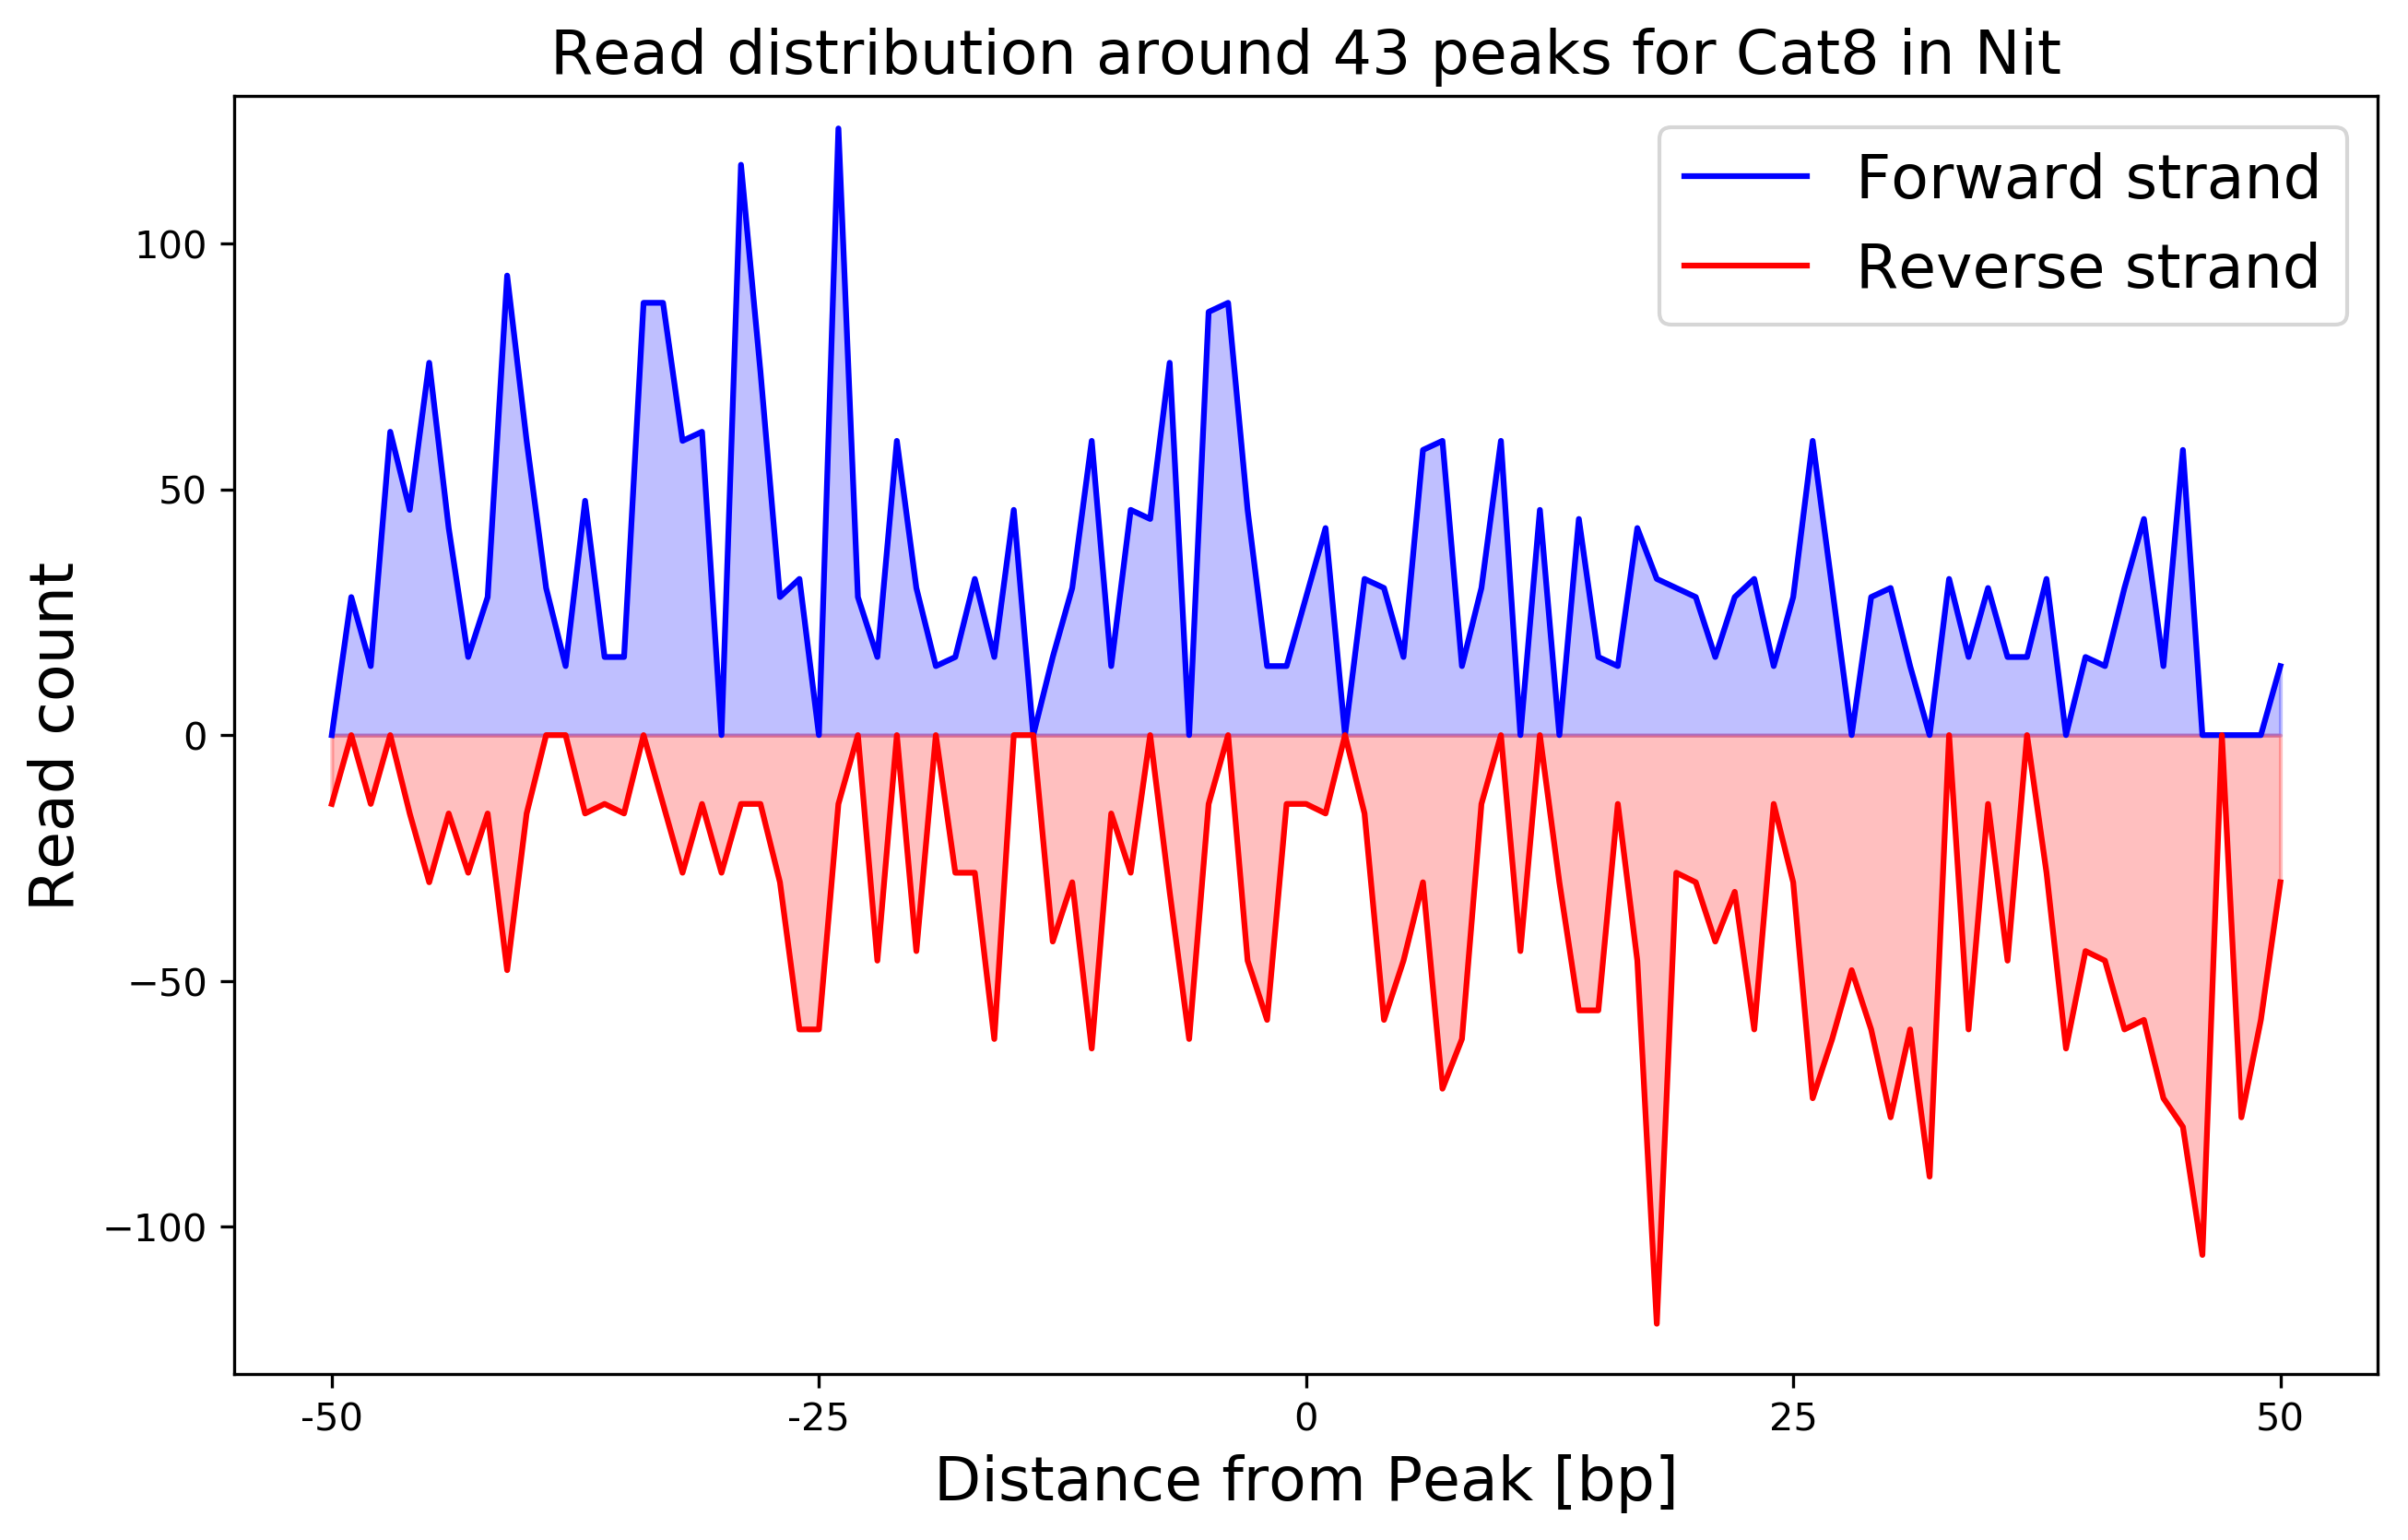 Read distribution around 43 peaks for Cat8 in Nit
Forward strand
Reverse strand
Read count
100
50
0
−50
−100
-50
-25
0
25
50
Distance from Peak [bp]